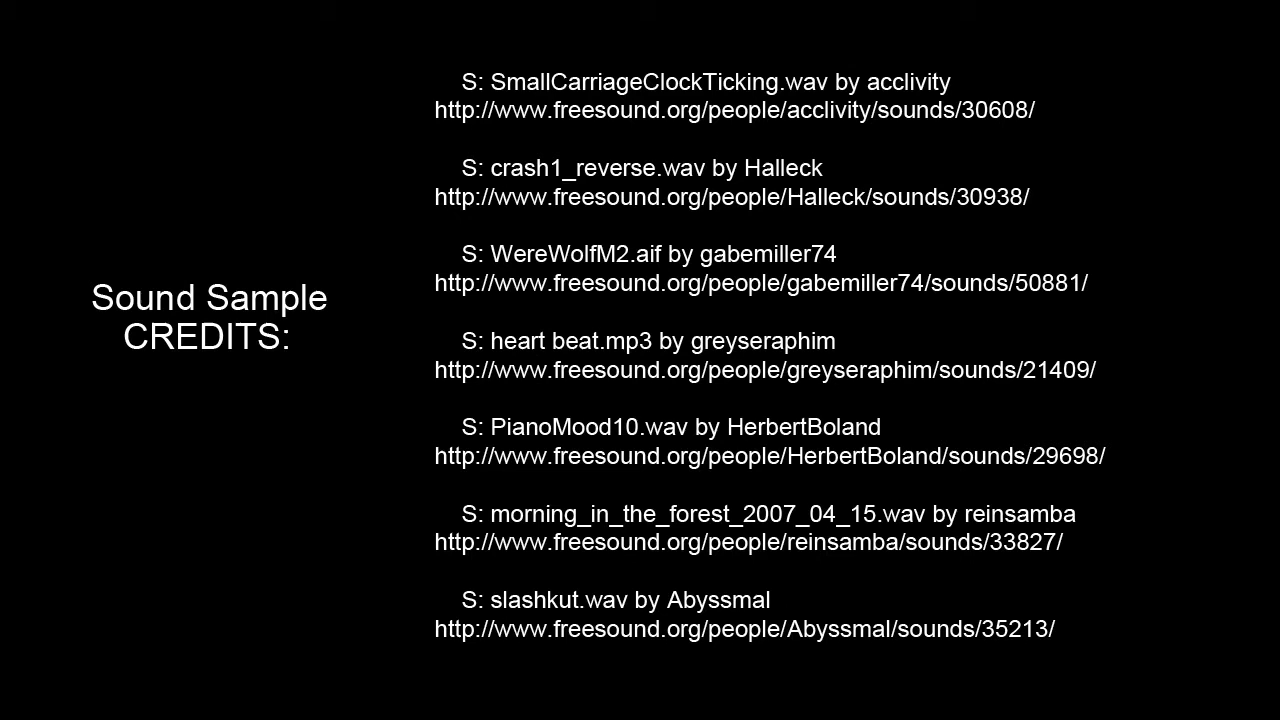 Sound Sample
CREDITS:
S: SmallCarriageClockTicking.wav by acclivity
http://www.freesound.org/people/acclivity/sounds/30608/
S: crash1_reverse.wav by Halleck
http://www.freesound.org/people/Halleck/sounds/30938/
S: WereWolfM2.aif by gabemiller74
http://www.freesound.org/people/gabemiller74/sounds/50881/
S: heart beat.mp3 by greyseraphim
http://www.freesound.org/people/greyseraphim/sounds/21409/
S: PianoMood10.wav by HerbertBoland
http://www.freesound.org/people/HerbertBoland/sounds/29698/
S: morning_in_the_forest_2007_04_15.wav by reinsamba
http://www.freesound.org/people/reinsamba/sounds/33827/
S: slashkut.wav by Abyssmal
http://www.freesound.org/people/Abyssmal/sounds/35213/